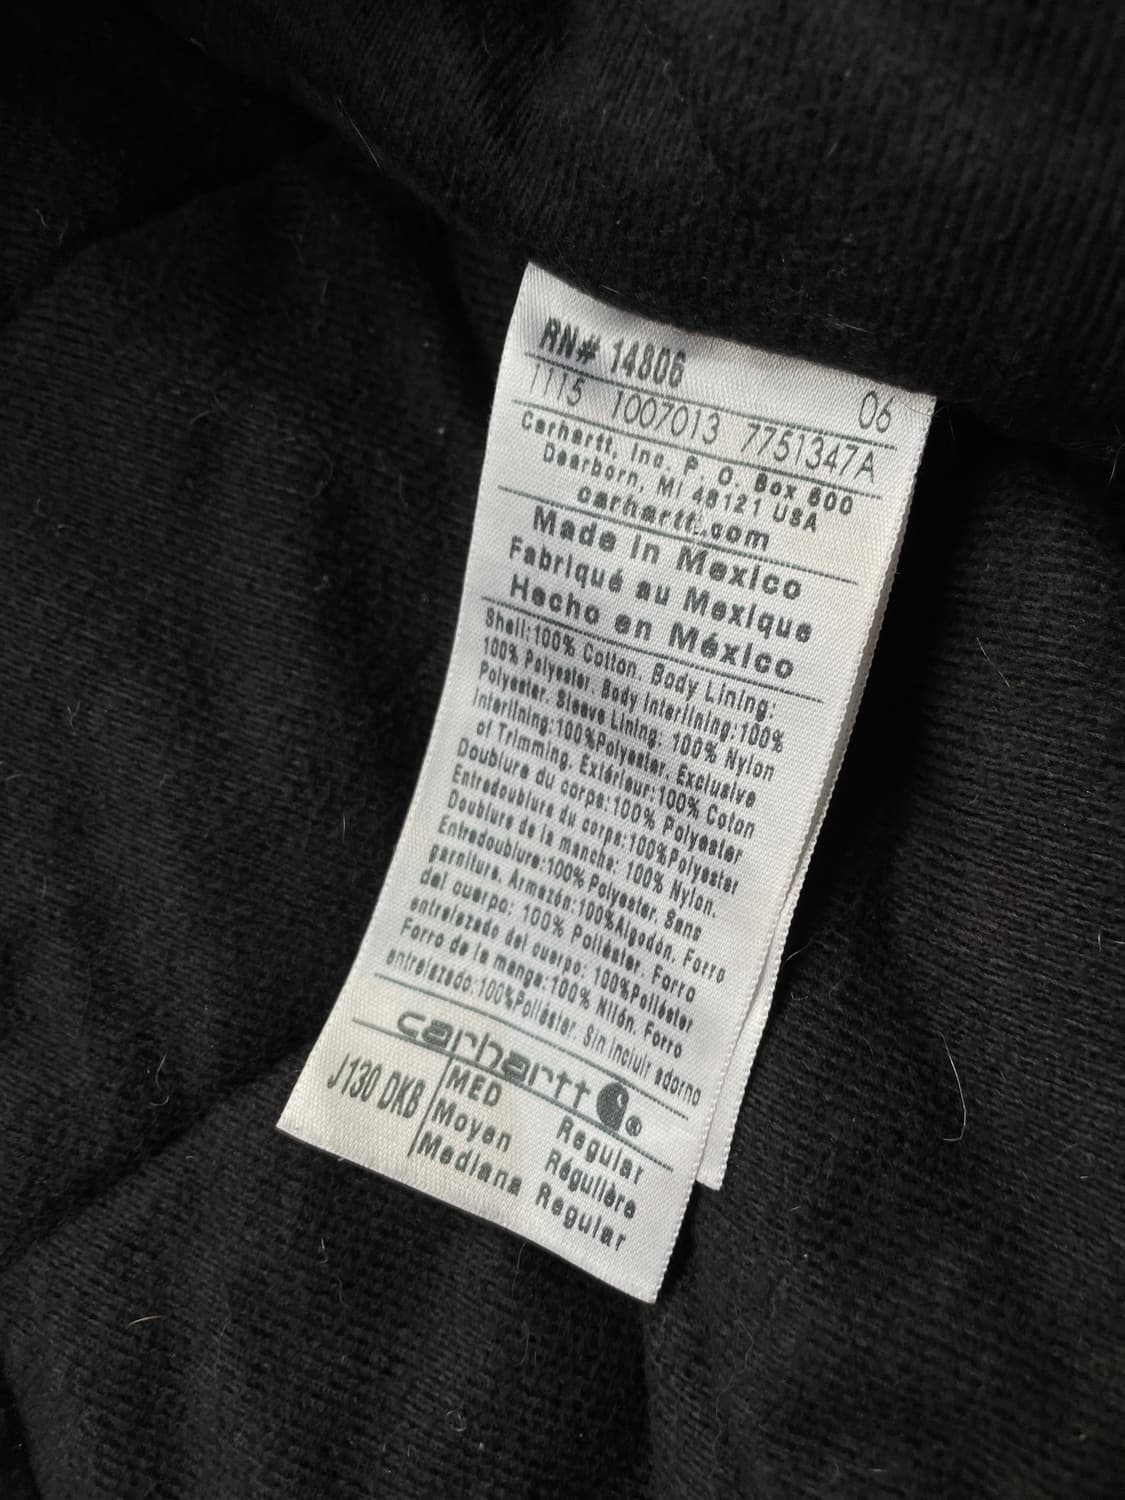 RN# 14806 06
1115 1007013 7751347A
Carhartt, Inc. P. O. Box 600
Dearborn, MI 48121 USA
carhartt.com
Made in Mexico
Fabriqué au Mexique
Hecho en México
Shell:100% Cotton. Body Lining:
100% Polyester. Body Interlining:100%
Polyester. Sleeve Lining: 100% Nylon
Interlining:100%Polyester. Exclusive
of Trimming. Extérieur:100% Coton
Doublure du corps:100% Polyester
Entredoublure du corps:100%Polyester
Doublure de la manche: 100% Nylon.
Entredoublure:100% Polyester. Sans
garniture. Armazón:100%Algodón. Forro
del cuerpo: 100% Poliéster. Forro
entrelazado del cuerpo: 100%Poliéster
Forro de la manga:100% Nilón. Forro
entrelazado:100%Poliéster. Sin incluir adorno
carhartt ®
J130 DKB MED Regular
Moyen Régulière
Mediana Regular